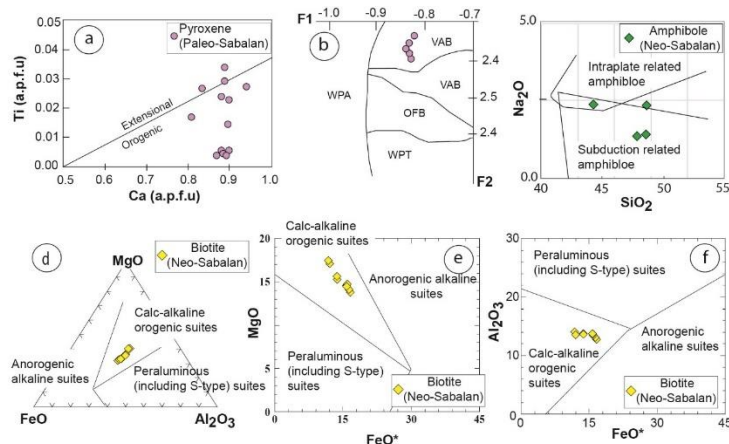 a
Pyroxene
(Paleo-Sabalan)
Ti (a.p.f.u)
0.05
0.04
0.03
0.02
0.01
0.00
Extensional
Orogenic
0.5
0.6
0.7
0.8
0.9
1.0
Ca (a.p.f.u)
b
F1
-1.0
-0.9
-0.8
-0.7
VAB
2.4
VAB
WPA
2.5
OFB
2.4
WPT
F2
Na2O
5.0
0.0
Amphibole
(Neo-Sabalan)
Intraplate related
amphibloe
Subduction related
amphibloe
40
45
50
55
SiO2
d
Biotite
(Neo-Sabalan)
MgO
Calc-alkaline
orogenic suites
Anorogenic
alkaline suites
Peraluminous
(including S-type)
suites
FeO
Al2O3
e
Calc-alkaline
orogenic suites
MgO
20
15
10
5
0
Anorogenic alkaline
suites
Peraluminous
(including S-type)
suites
Biotite
(Neo-Sabalan)
0
15
30
45
FeO*
f
Al2O3
40
30
20
10
0
Peraluminous
(including S-type) suites
Calc-alkaline
orogenic
suites
Anorogenic
alkaline suites
Biotite
(Neo-Sabalan)
0
15
30
45
FeO*